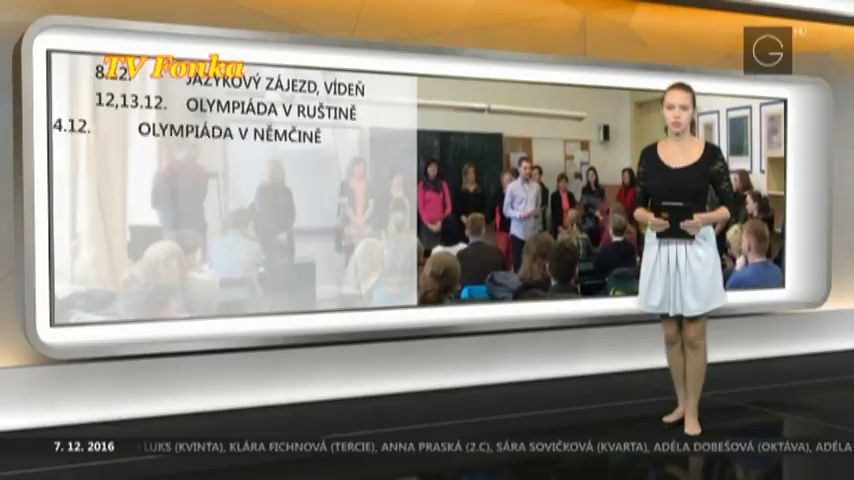 TV Fonka
8.12. JAZYKOVÝ ZÁJEZD, VÍDEŇ
12,13.12. OLYMPIÁDA V RUŠTINĚ
4.12. OLYMPIÁDA V NĚMČINĚ
G HD
7. 12. 2016 LUKS (KVINTA), KLÁRA FICHNOVÁ (TERCIE), ANNA PRASKÁ (2.C), SÁRA SOVIČKOVÁ (KVARTA), ADÉLA DOBEŠOVÁ (OKTÁVA), ADÉLA